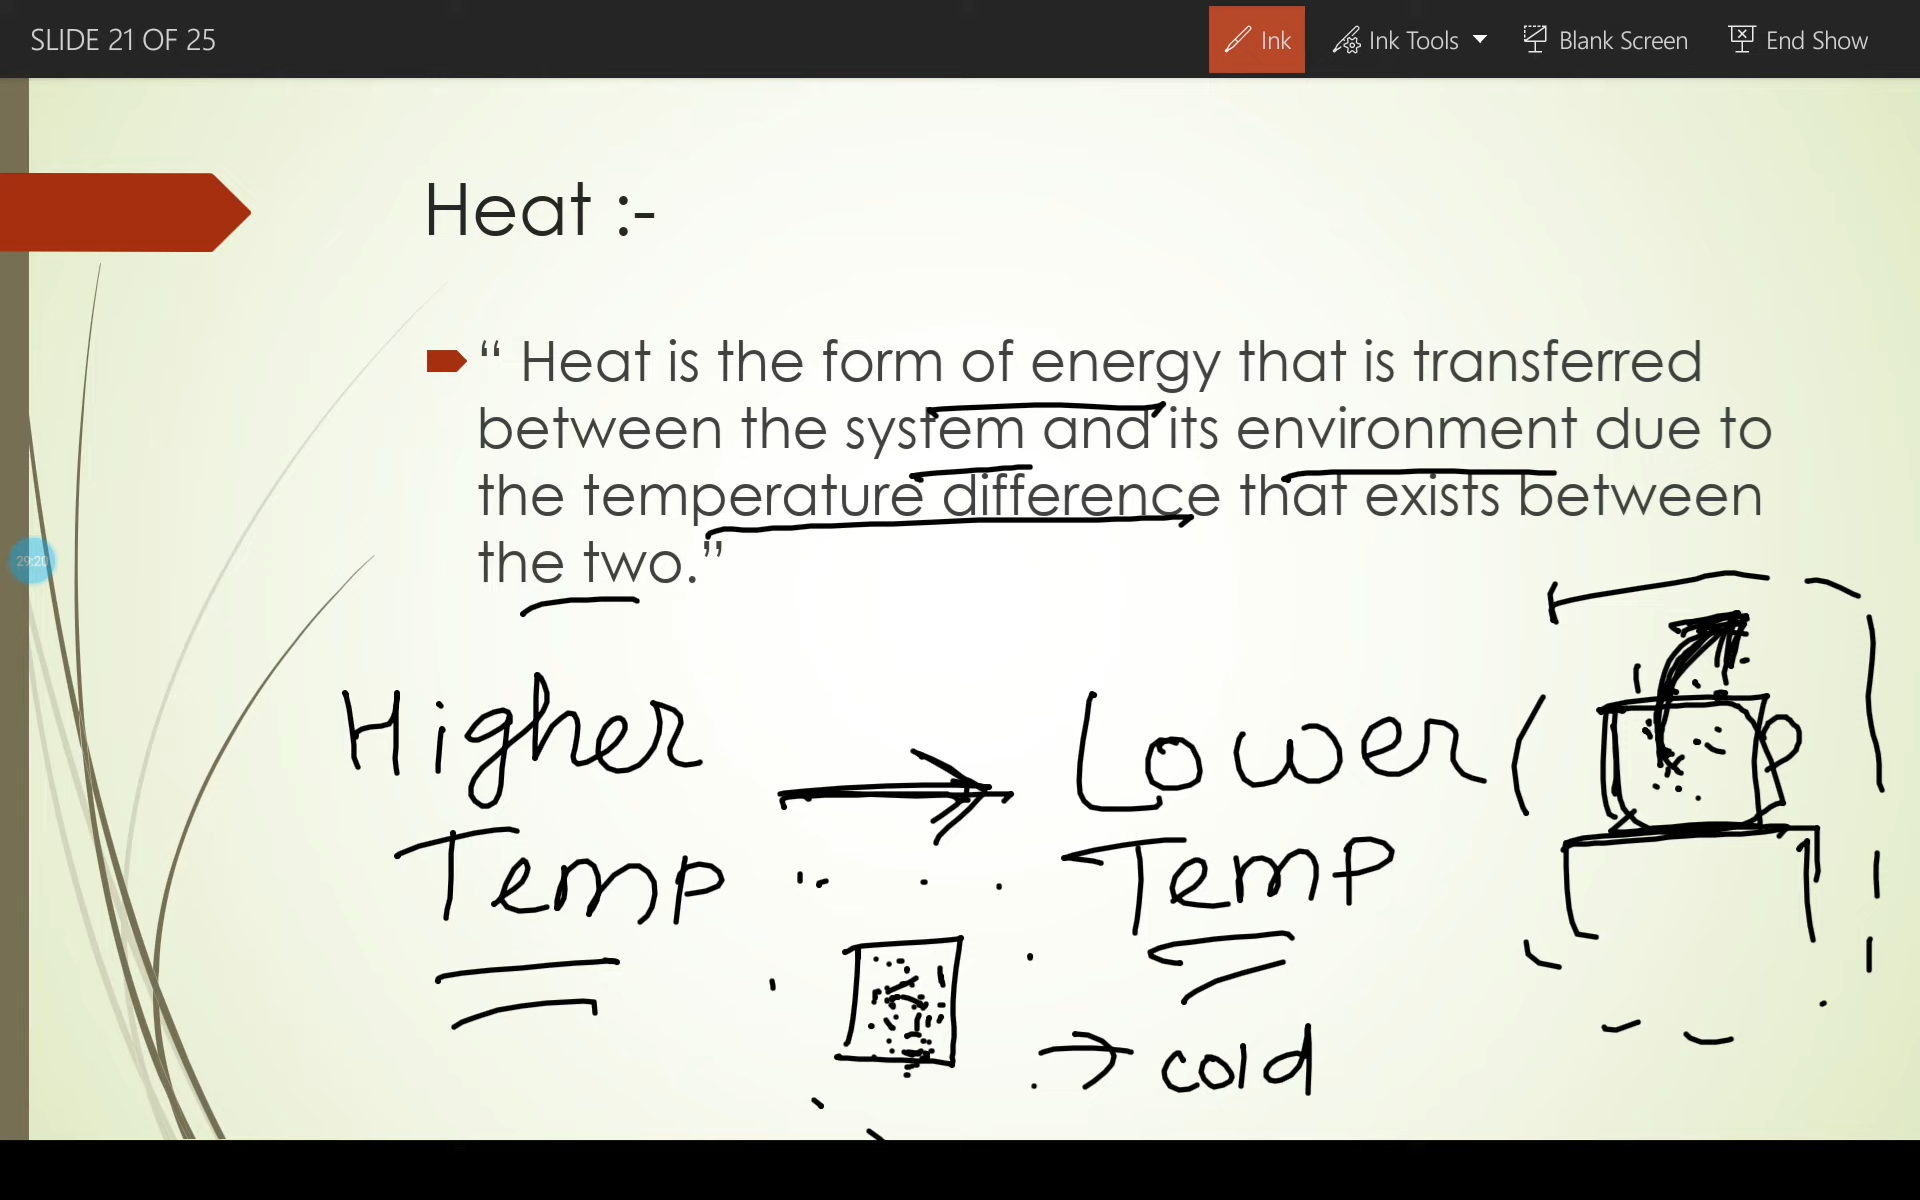 SLIDE 21 OF 25
Ink
Ink Tools
Blank Screen
End Show
Heat :-
“ Heat is the form of energy that is transferred
between the system and its environment due to
the temperature difference that exists between
the two.”
29:20
Higher → Lower
Temp Temp
→ cold